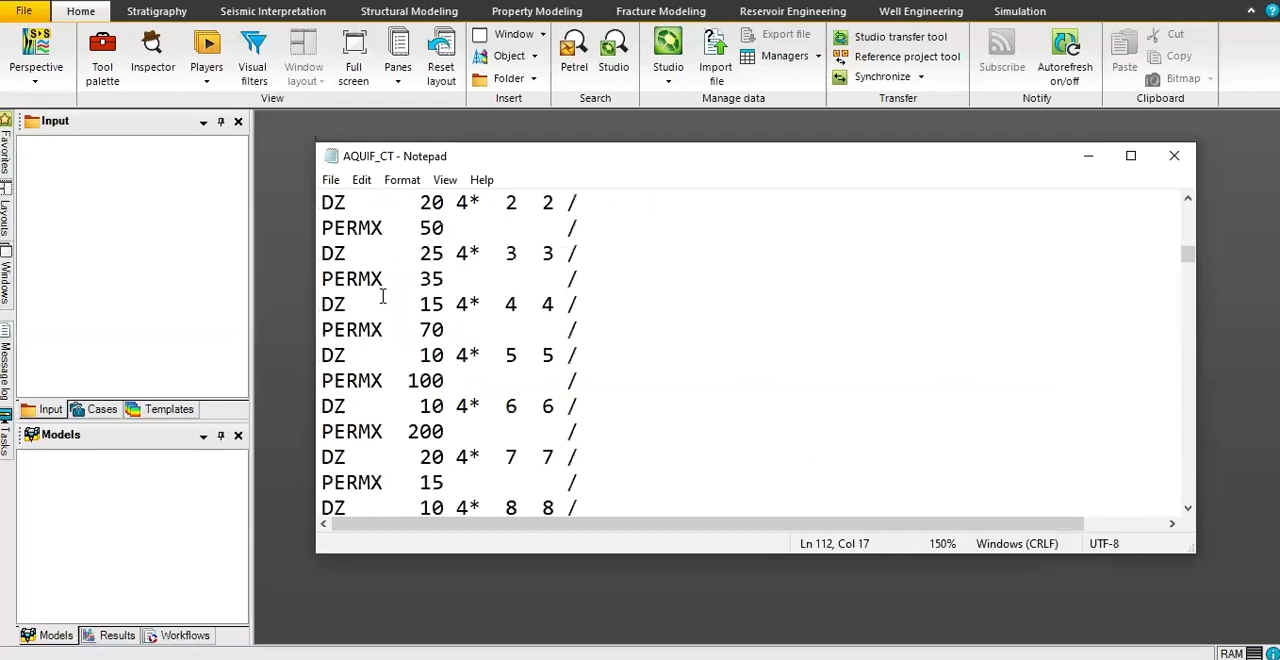 File Home Stratigraphy Seismic Interpretation Structural Modeling Property Modeling Fracture Modeling Reservoir Engineering Well Engineering Simulation
Perspective
Tool palette
Inspector
Players
Visual filters
Window layout
Full screen
Panes
Reset layout
View
Window
Object
Folder
Insert
Petrel
Studio
Search
Studio
Import file
Export file
Managers
Manage data
Studio transfer tool
Reference project tool
Synchronize
Transfer
Subscribe
Autorefresh on/off
Notify
Paste
Cut
Copy
Bitmap
Clipboard
Favorites
Layouts
Windows
Message log
Tasks
Input
Input Cases Templates
Models
Models Results Workflows
AQUIF_CT - Notepad
File Edit Format View Help
DZ 20 4* 2 2 /
PERMX 50 /
DZ 25 4* 3 3 /
PERMX 35 /
DZ 15 4* 4 4 /
PERMX 70 /
DZ 10 4* 5 5 /
PERMX 100 /
DZ 10 4* 6 6 /
PERMX 200 /
DZ 20 4* 7 7 /
PERMX 15 /
DZ 10 4* 8 8 /
Ln 112, Col 17 150% Windows (CRLF) UTF-8
RAM